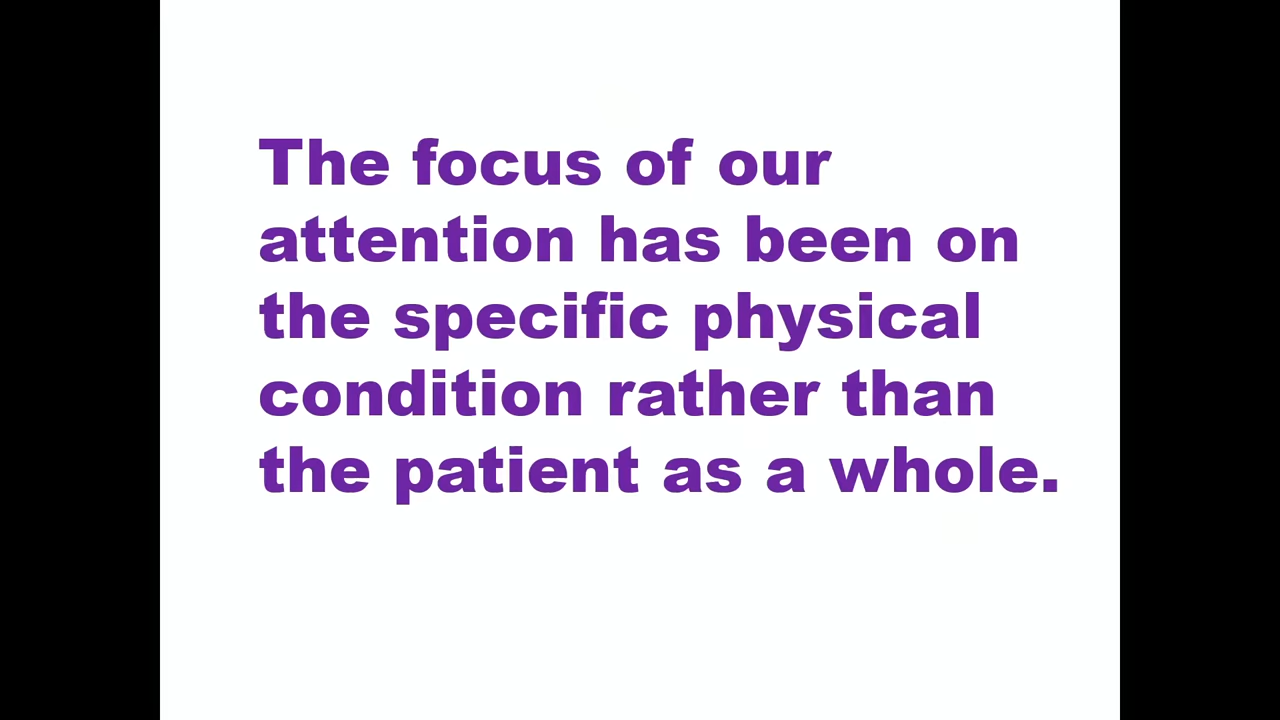 The focus of our
attention has been on
the specific physical
condition rather than
the patient as a whole.